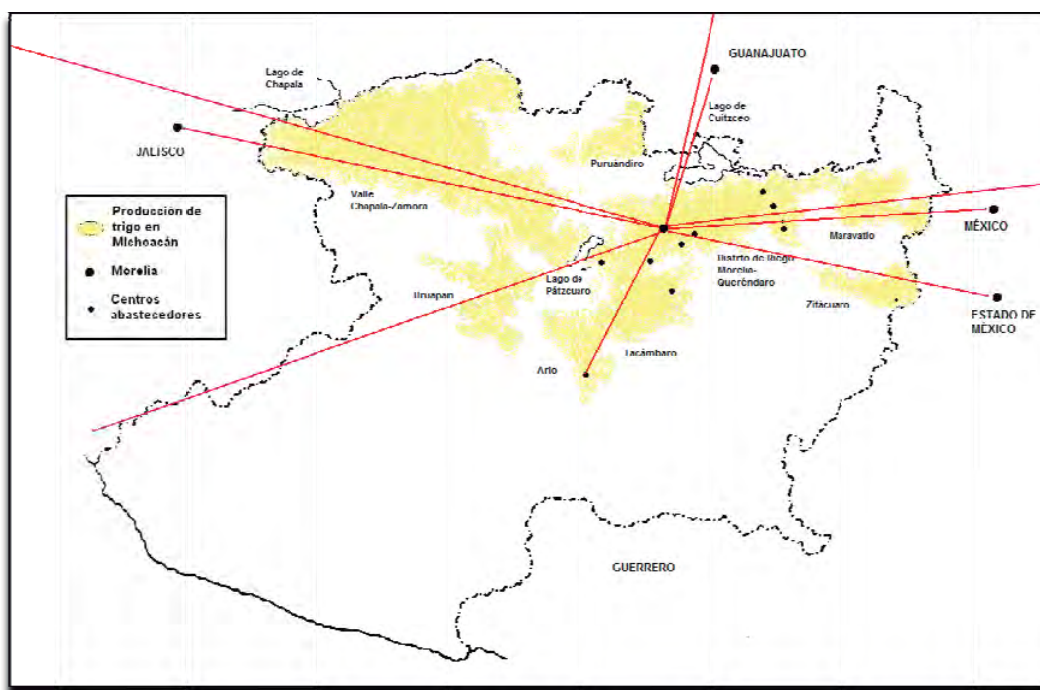 GUANAJUATO
Lago de
Chapala
Lago de
Cuitzeo
JALISCO
Puruándiro
Valle
Chapala-Zamora
Producción de
trigo en
Michoacán
Morelia
Centros
abastecedores
MÉXICO
Maravatío
Distrito de Riego
Morelia-
Queréndaro
Lago de
Pátzcuaro
Uruapan
Zitácuaro
ESTADO DE
MÉXICO
Tacámbaro
Ario
GUERRERO